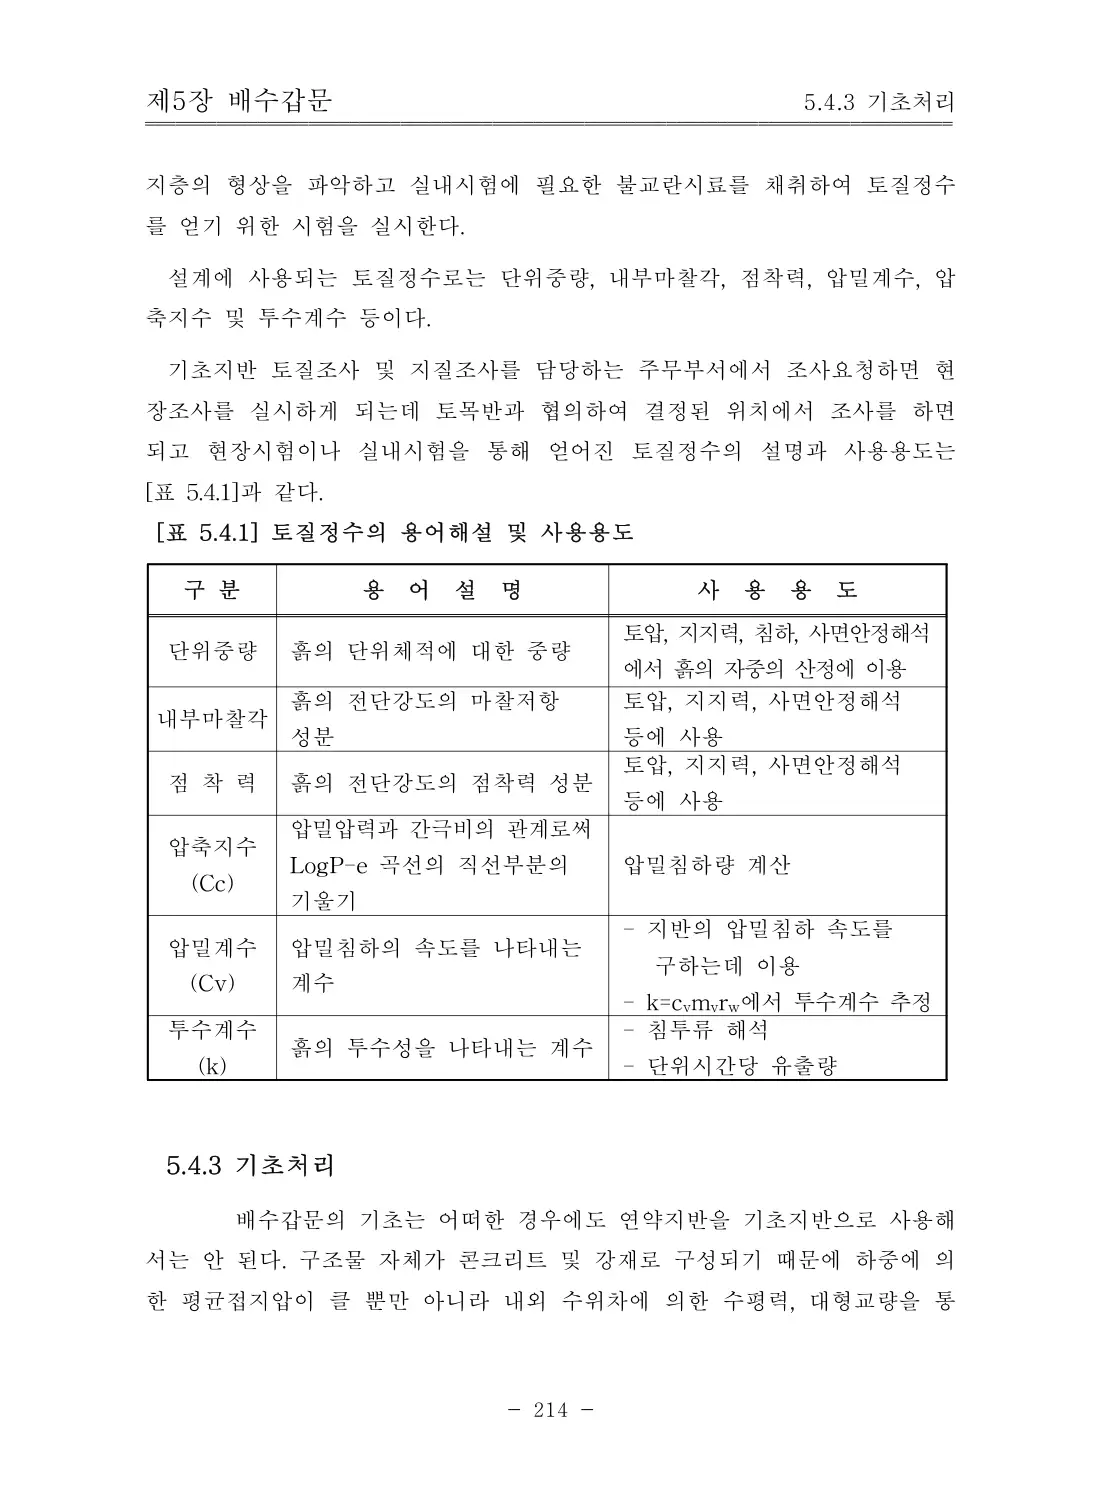 제5장 배수갑문
5.4.3 기초처리
지층의 형상을 파악하고 실내시험에 필요한 불교란시료를 채취하여 토질정수
를 얻기 위한 시험을 실시한다.
설계에 사용되는 토질정수로는 단위중량, 내부마찰각, 점착력, 압밀계수, 압
축지수 및 투수계수 등이다.
기초지반 토질조사 및 지질조사를 담당하는 주무부서에서 조사요청하면 현
장조사를 실시하게 되는데 토목반과 협의하여 결정된 위치에서 조사를 하면
되고 현장시험이나 실내시험을 통해 얻어진 토질정수의 설명과 사용용도는
[표 5.4.1]과 같다.
[표 5.4.1] 토질정수의 용어해설 및 사용용도
구 분 용 어 설 명 사 용 용 도
단위중량 흙의 단위체적에 대한 중량
토압, 지지력, 침하, 사면안정해석
에서 흙의 자중의 산정에 이용
내부마찰각
흙의 전단강도의 마찰저항
성분
토압, 지지력, 사면안정해석
등에 사용
점 착 력 흙의 전단강도의 점착력 성분
토압, 지지력, 사면안정해석
등에 사용
압축지수
(Cc)
압밀압력과 간극비의 관계로써
LogP-e 곡선의 직선부분의
기울기
압밀침하량 계산
압밀계수
(Cv)
압밀침하의 속도를 나타내는
계수
- 지반의 압밀침하 속도를
구하는데 이용
- k=cvmvrw에서 투수계수 추정
투수계수
(k)
흙의 투수성을 나타내는 계수
- 침투류 해석
- 단위시간당 유출량
5.4.3 기초처리
배수갑문의 기초는 어떠한 경우에도 연약지반을 기초지반으로 사용해
서는 안 된다. 구조물 자체가 콘크리트 및 강재로 구성되기 때문에 하중에 의
한 평균접지압이 클 뿐만 아니라 내외 수위차에 의한 수평력, 대형교량을 통
- 214 -